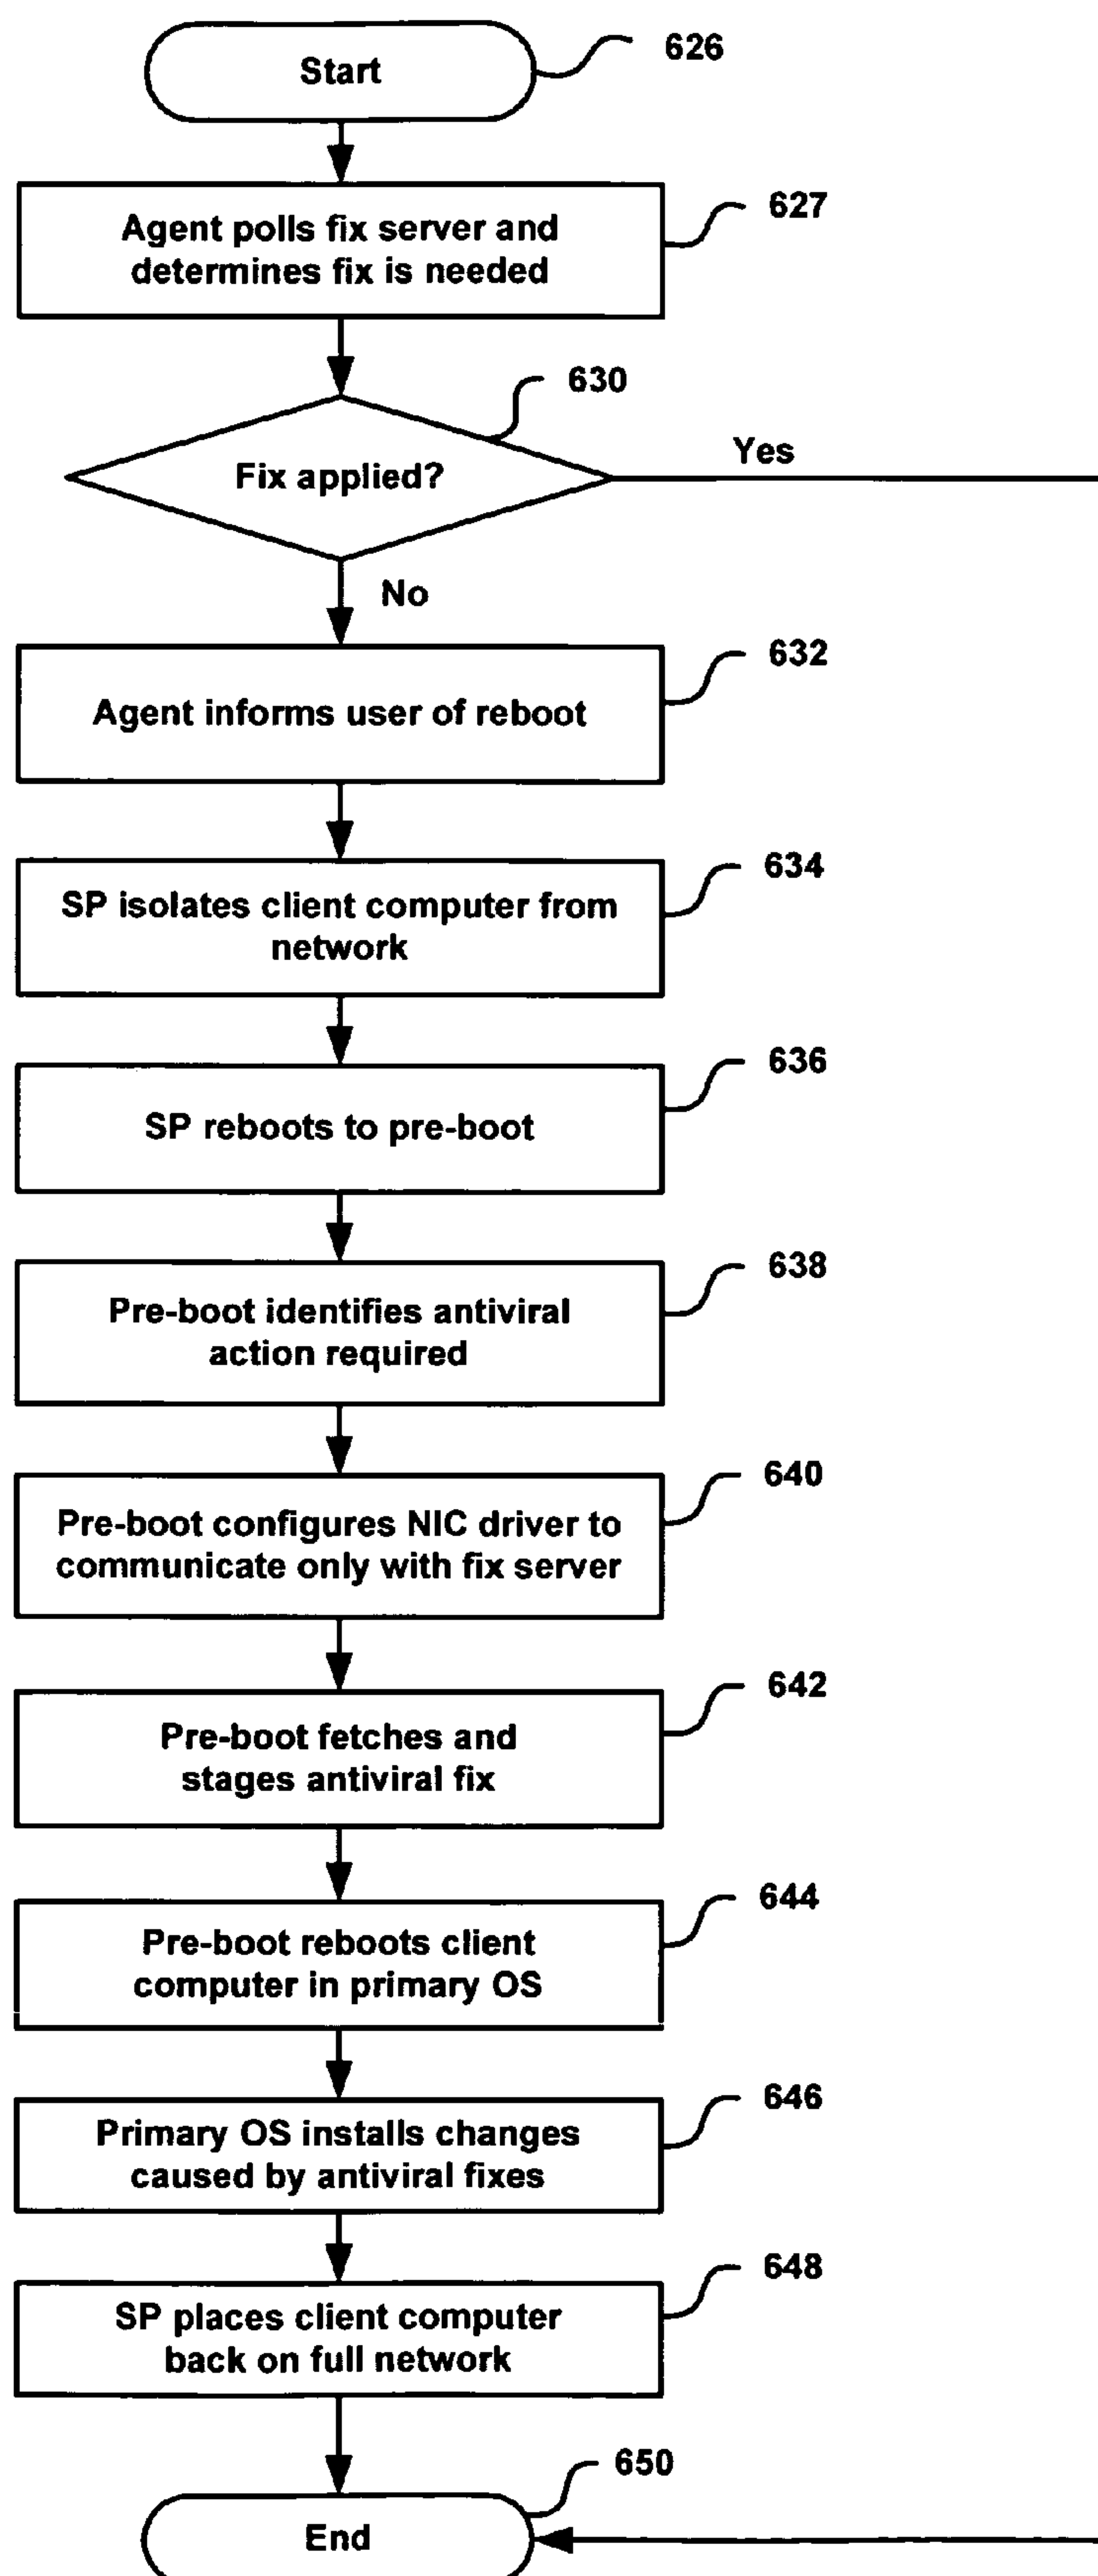 Start
626
Agent polls fix server and
determines fix is needed
627
630
Fix applied?
Yes
No
Agent informs user of reboot
632
SP isolates client computer from
network
634
SP reboots to pre-boot
636
Pre-boot identifies antiviral
action required
638
Pre-boot configures NIC driver to
communicate only with fix server
640
Pre-boot fetches and
stages antiviral fix
642
Pre-boot reboots client
computer in primary OS
644
Primary OS installs changes
caused by antiviral fixes
646
SP places client computer
back on full network
648
650
End